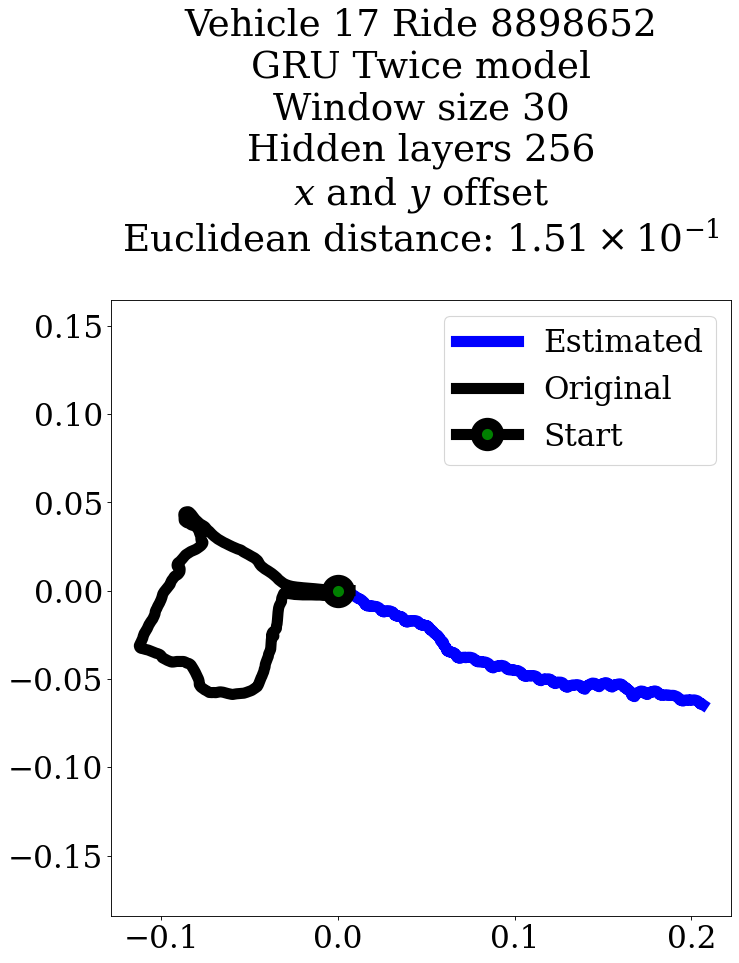 Vehicle 17 Ride 8898652
GRU Twice model
Window size 30
Hidden layers 256
x and y offset
Euclidean distance: 1.51 × 10⁻¹
Estimated
Original
Start
0.15
0.10
0.05
0.00
−0.05
−0.10
−0.15
−0.1 0.0 0.1 0.2